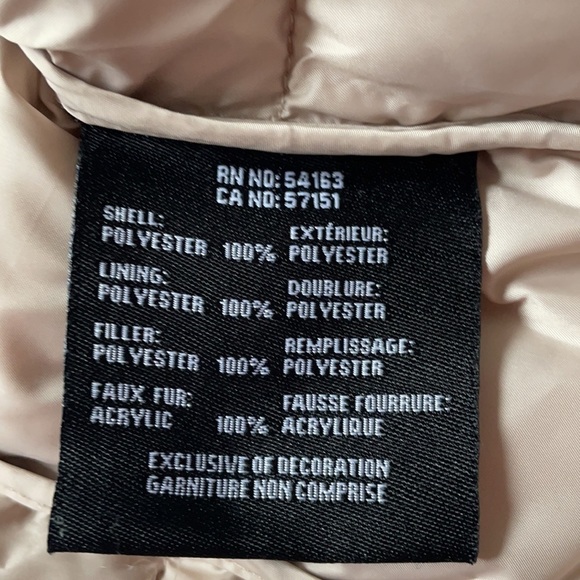 RN NO: 54163
CA NO: 57151
SHELL: EXTÉRIEUR:
POLYESTER 100% POLYESTER
LINING: DOUBLURE:
POLYESTER 100% POLYESTER
FILLER: REMPLISSAGE:
POLYESTER 100% POLYESTER
FAUX FUR: FAUSSE FOURRURE:
ACRYLIC 100% ACRYLIQUE
EXCLUSIVE OF DECORATION
GARNITURE NON COMPRISE